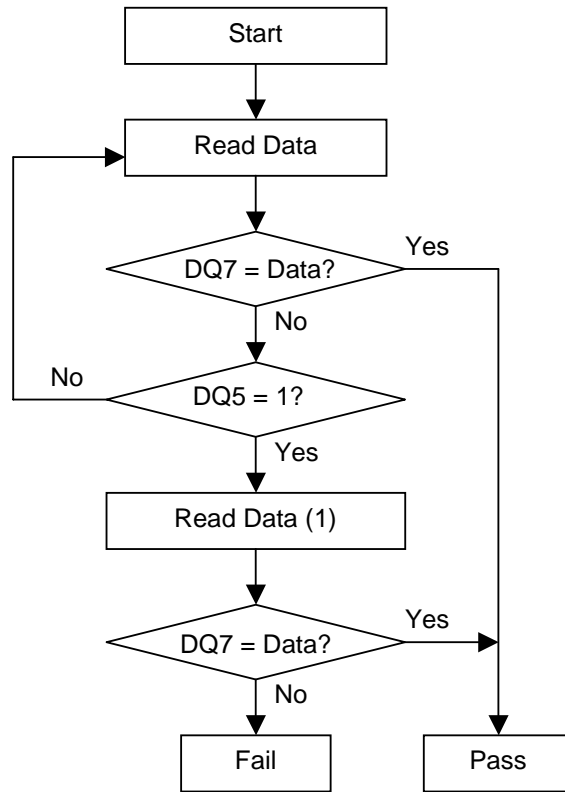 Start
Read Data
DQ7 = Data?
Yes
No
No
DQ5 = 1?
Yes
Read Data (1)
DQ7 = Data?
Yes
No
Fail
Pass